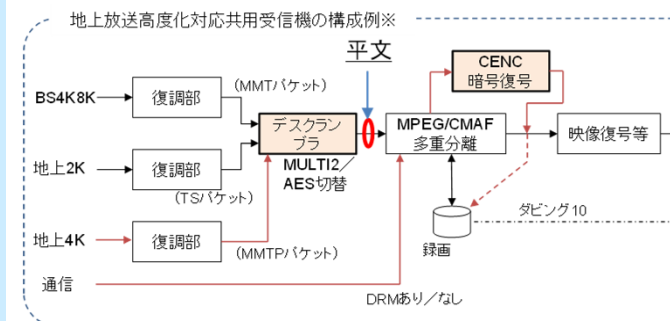 地上放送高度化対応共用受信機の構成例※
平文
CENC
暗号復号
BS4K8K
復調部
(MMTパケット)
デスクラン
ブラ
MPEG/CMAF
多重分離
映像復号等
地上2K
復調部
MULTI2／
AES切替
(TSパケット)
ダビング10
地上4K
復調部
(MMTPパケット)
録画
通信
DRMあり／なし